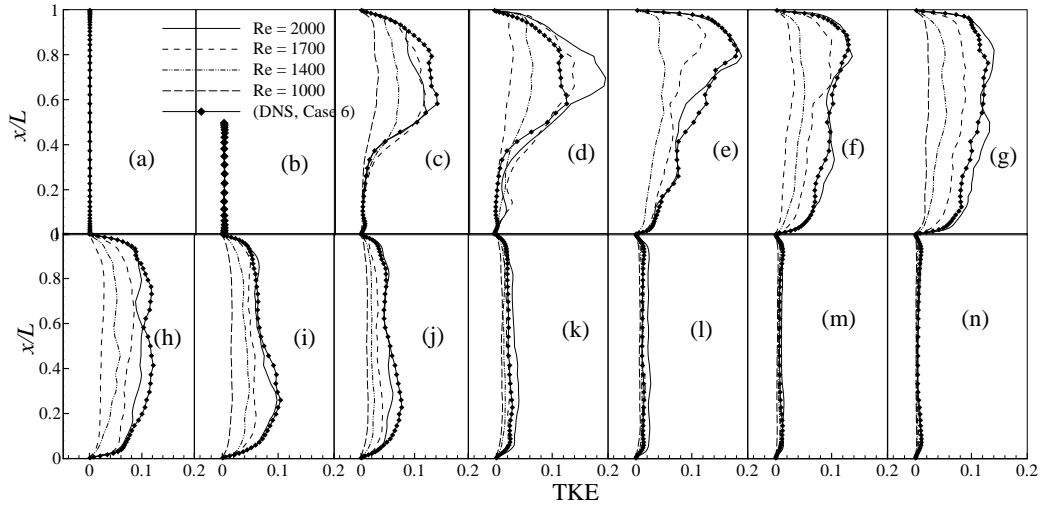 1
0.8
0.6
0.4
0.2
1
x/L
Re = 2000
Re = 1700
Re = 1400
Re = 1000
(DNS, Case 6)
(a)
(b)
(c)
(d)
(e)
(f)
(g)
0.8
0.6
0.4
0.2
0
x/L
(h)
(i)
(j)
(k)
(l)
(m)
(n)
0 0.1 0.2 0 0.1 0.2 0 0.1 0.2 0 0.1 0.2 0 0.1 0.2 0 0.1 0.2 0 0.1 0.2
TKE